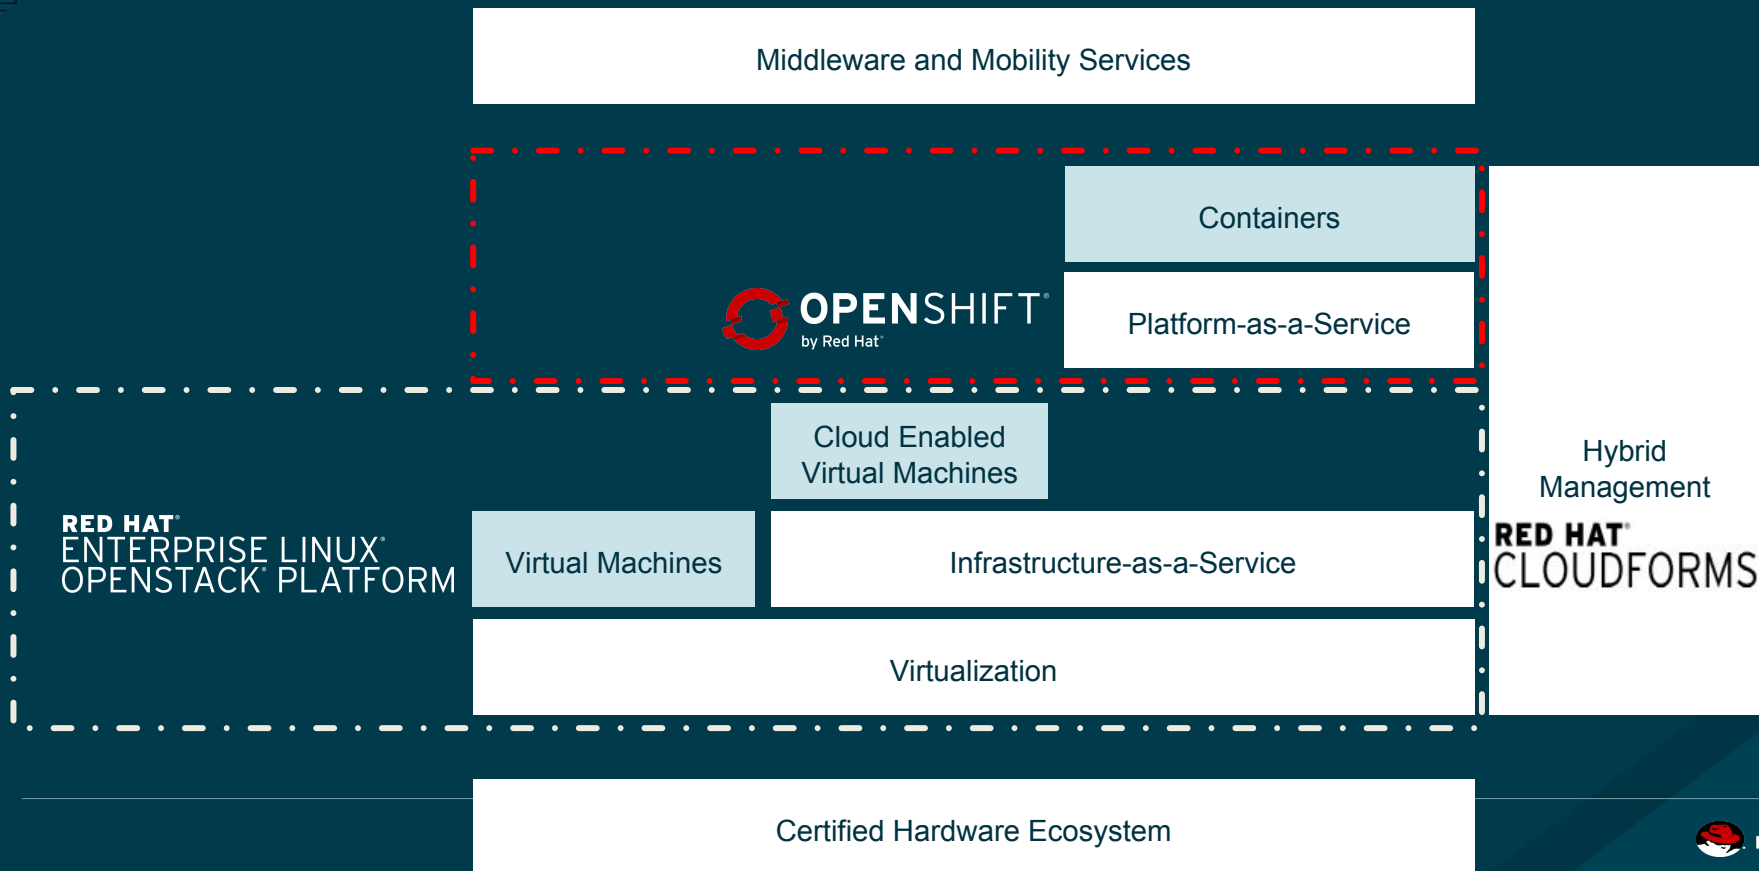 Middleware and Mobility Services
Containers
OPENSHIFT®
by Red Hat®
Platform-as-a-Service
Cloud Enabled
Virtual Machines
Hybrid
Management
RED HAT®
ENTERPRISE LINUX®
OPENSTACK® PLATFORM
Virtual Machines
Infrastructure-as-a-Service
RED HAT®
CLOUDFORMS
Virtualization
Certified Hardware Ecosystem